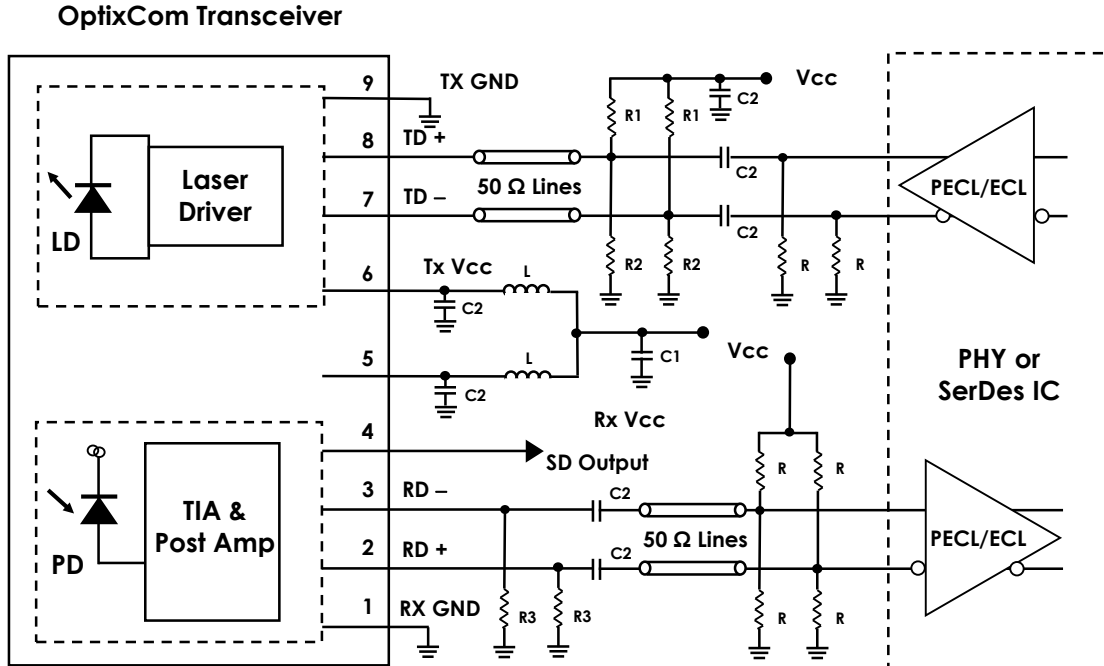 OptixCom Transceiver
9 TX GND
Vcc
C2
R1 R1
8 TD +
C2
Laser
Driver
50 Ω Lines
PECL/ECL
7 TD –
C2
LD
R2 R2 R R
6 Tx Vcc L
C2
C1 Vcc
PHY or
SerDes IC
5 L
C2
Rx Vcc
4
SD Output
R R
3 RD – C2
TIA &
Post Amp
50 Ω Lines
PECL/ECL
PD
2 RD + C2
1 RX GND
R3 R3 R R